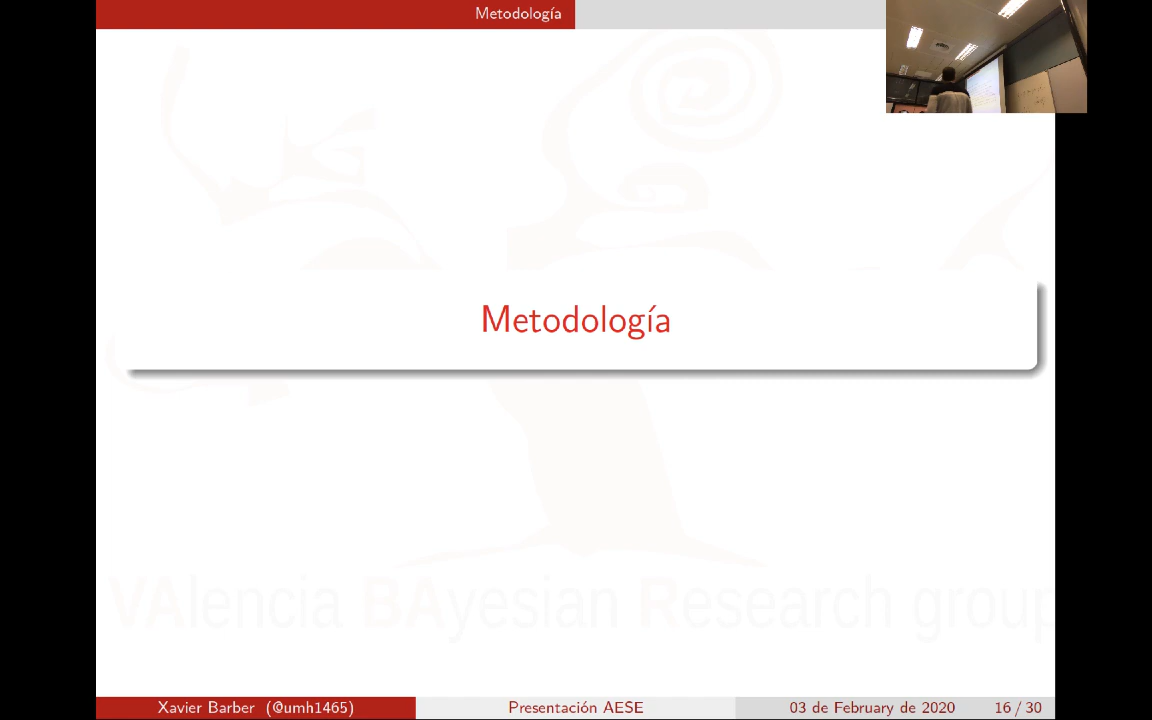 Metodología
Metodología
VAlencia BAyesian Research group
Xavier Barber (@umh1465)
Presentación AESE
03 de February de 2020
16 / 30